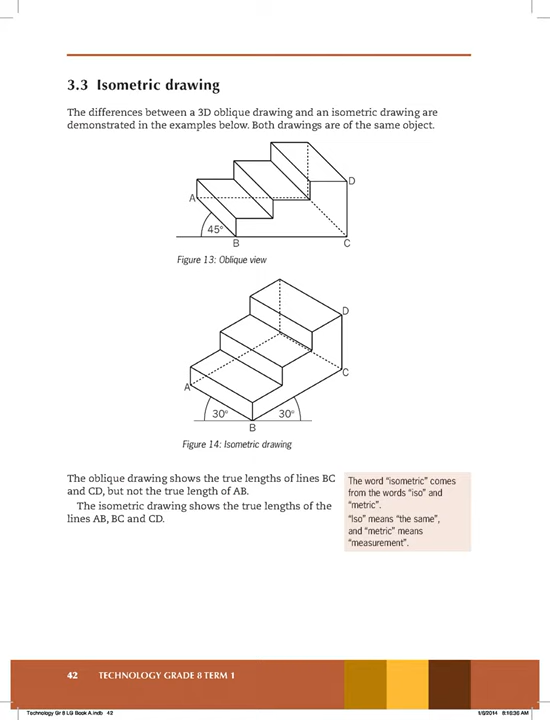 3.3 Isometric drawing
The differences between a 3D oblique drawing and an isometric drawing are
demonstrated in the examples below. Both drawings are of the same object.
D
A
45°
B
C
Figure 13: Oblique view
D
C
A
30°
30°
B
Figure 14: Isometric drawing
The oblique drawing shows the true lengths of lines BC
and CD, but not the true length of AB.
The isometric drawing shows the true lengths of the
lines AB, BC and CD.
The word “isometric” comes
from the words “iso” and
“metric”.
“Iso” means “the same”,
and “metric” means
“measurement”.
42 TECHNOLOGY GRADE 8 TERM 1
Technology Gr 8 LG Book A.indb 42
1/6/2014 8:16:36 AM